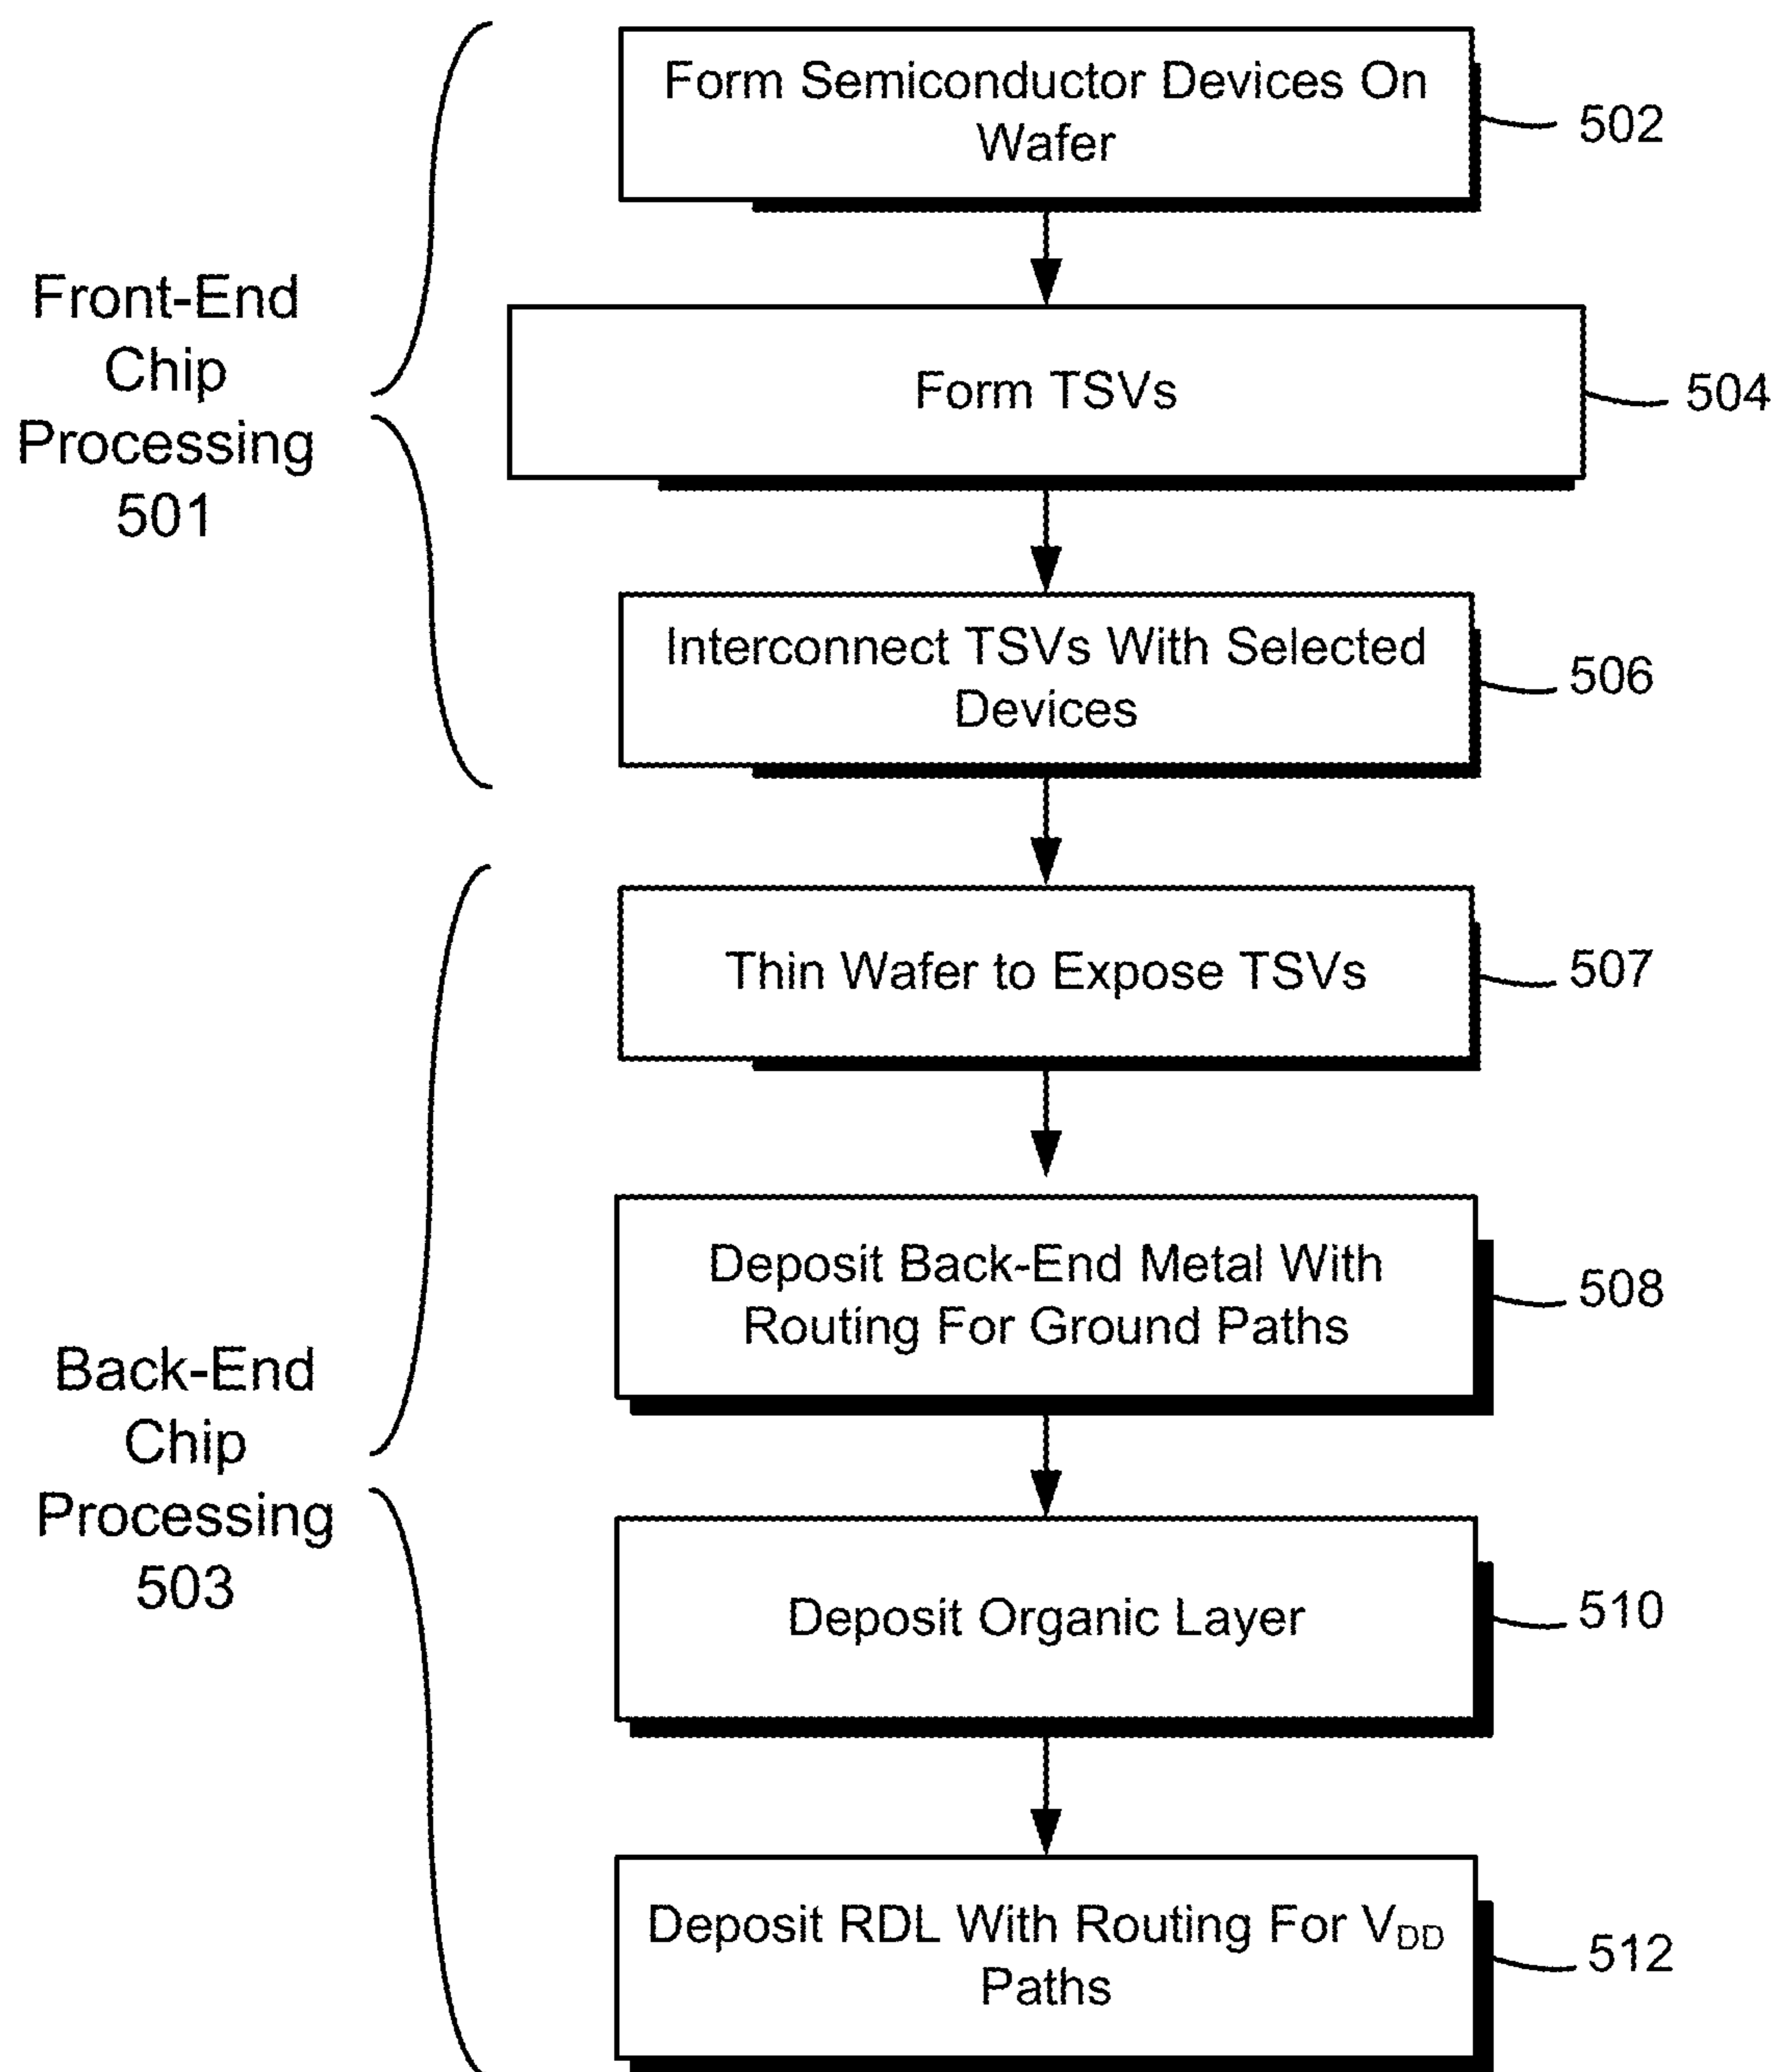 Form Semiconductor Devices On
Wafer
502
Front-End
Chip
Processing
501
Form TSVs
504
Interconnect TSVs With Selected
Devices
506
Thin Wafer to Expose TSVs
507
Back-End
Chip
Processing
503
Deposit Back-End Metal With
Routing For Ground Paths
508
Deposit Organic Layer
510
Deposit RDL With Routing For VDD
Paths
512